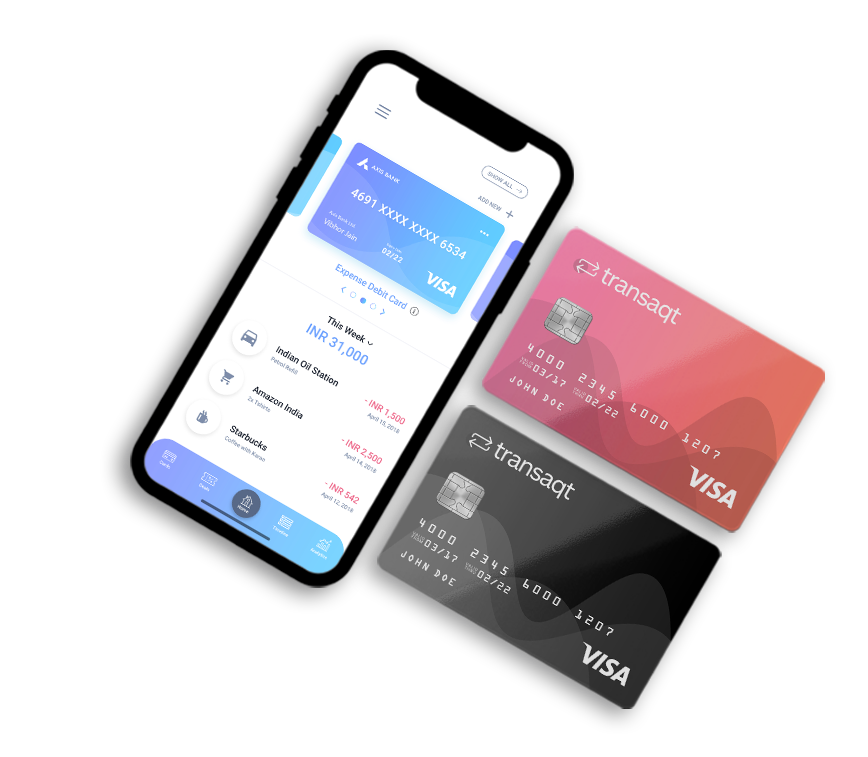 SHOW ALL
ADD NEW
AXIS BANK
4691 XXXX XXXX 6534
Axis Bank Ltd.
Vibhor Jain
02/22
VISA
Expense Debit Card
This Week
INR 31,000
Indian Oil Station
Petrol Refill
- INR 1,500
April 15, 2018
Amazon India
2x Tshirts
- INR 2,500
April 14, 2018
Starbucks
Coffee with Karan
- INR 542
April 12, 2018
Cards
Deals
Home
Expense
Analytics
transaqt
4000 2345 6000 1207
03/17 02/22
JOHN DOE
VISA
transaqt
4000 2345 6000 1207
03/17 02/22
JOHN DOE
VISA